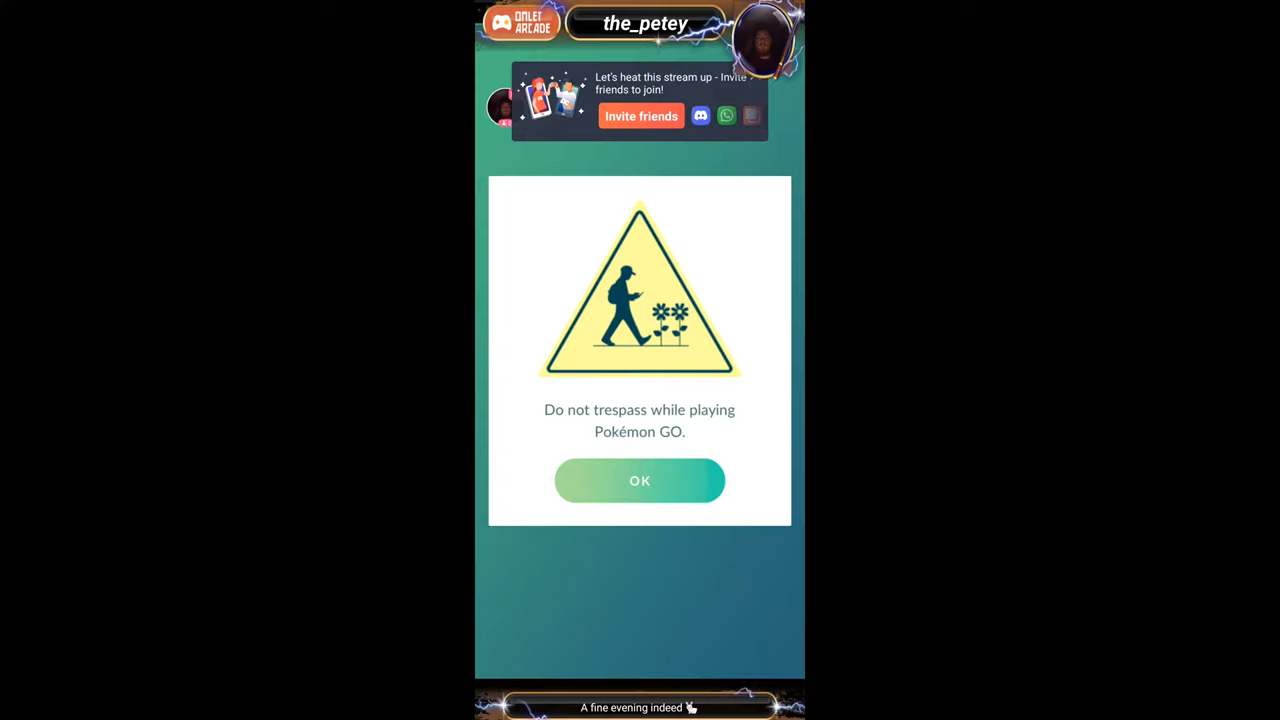 OMLET
ARCADE
the_petey
Let's heat this stream up - Invite
friends to join!
Invite friends
Do not trespass while playing
Pokémon GO.
OK
A fine evening indeed 🐇